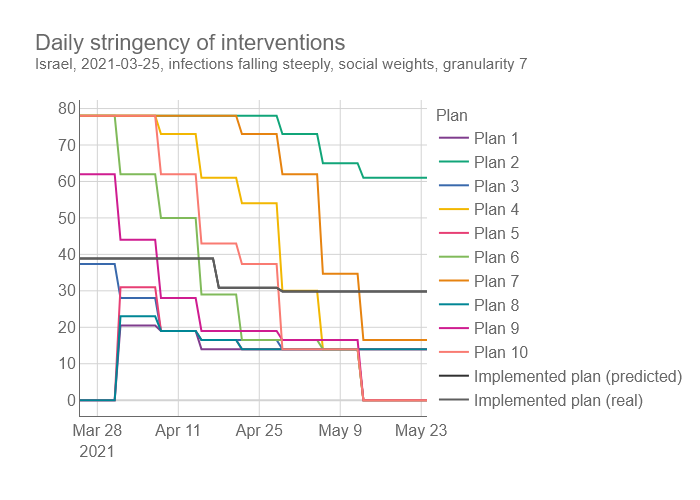 Daily stringency of interventions
Israel, 2021-03-25, infections falling steeply, social weights, granularity 7
80
70
60
50
40
30
20
10
0
Mar 28
2021
Apr 11
Apr 25
May 9
May 23
Plan
Plan 1
Plan 2
Plan 3
Plan 4
Plan 5
Plan 6
Plan 7
Plan 8
Plan 9
Plan 10
Implemented plan (predicted)
Implemented plan (real)